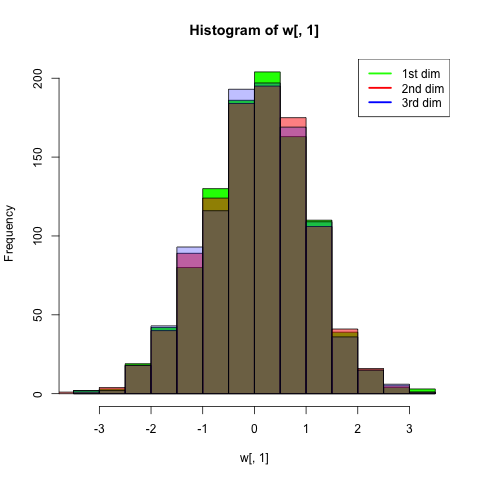 Histogram of w[, 1]
1st dim
2nd dim
3rd dim
Frequency
200
150
100
50
0
-3 -2 -1 0 1 2 3
w[, 1]